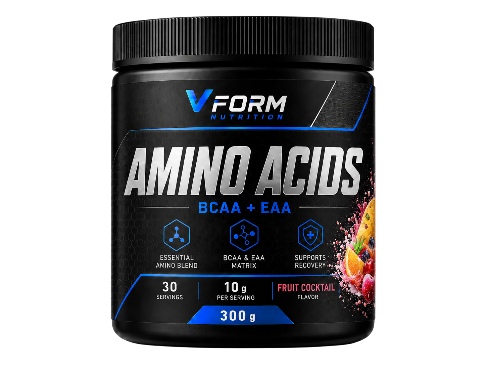 VFORM
NUTRITION
AMINO ACIDS
BCAA + EAA
ESSENTIAL
AMINO BLEND
BCAA & EAA
MATRIX
SUPPORTS
RECOVERY
30
SERVINGS
10 g
PER SERVING
FRUIT COCKTAIL
FLAVOR
300 g